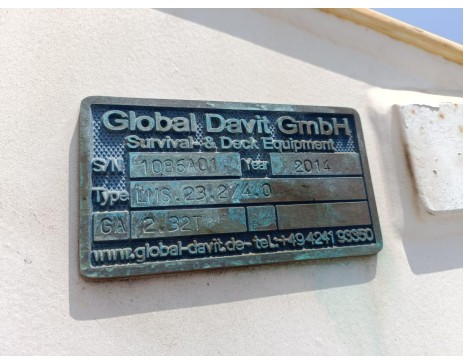 Global Davit GmbH
Survival- & Deck Equipment
S/N 1086A01 Year 2014
Type LMS.23.2/4.0
GA 2.32T
www.global-davit.de - tel.:+49 4241 93350